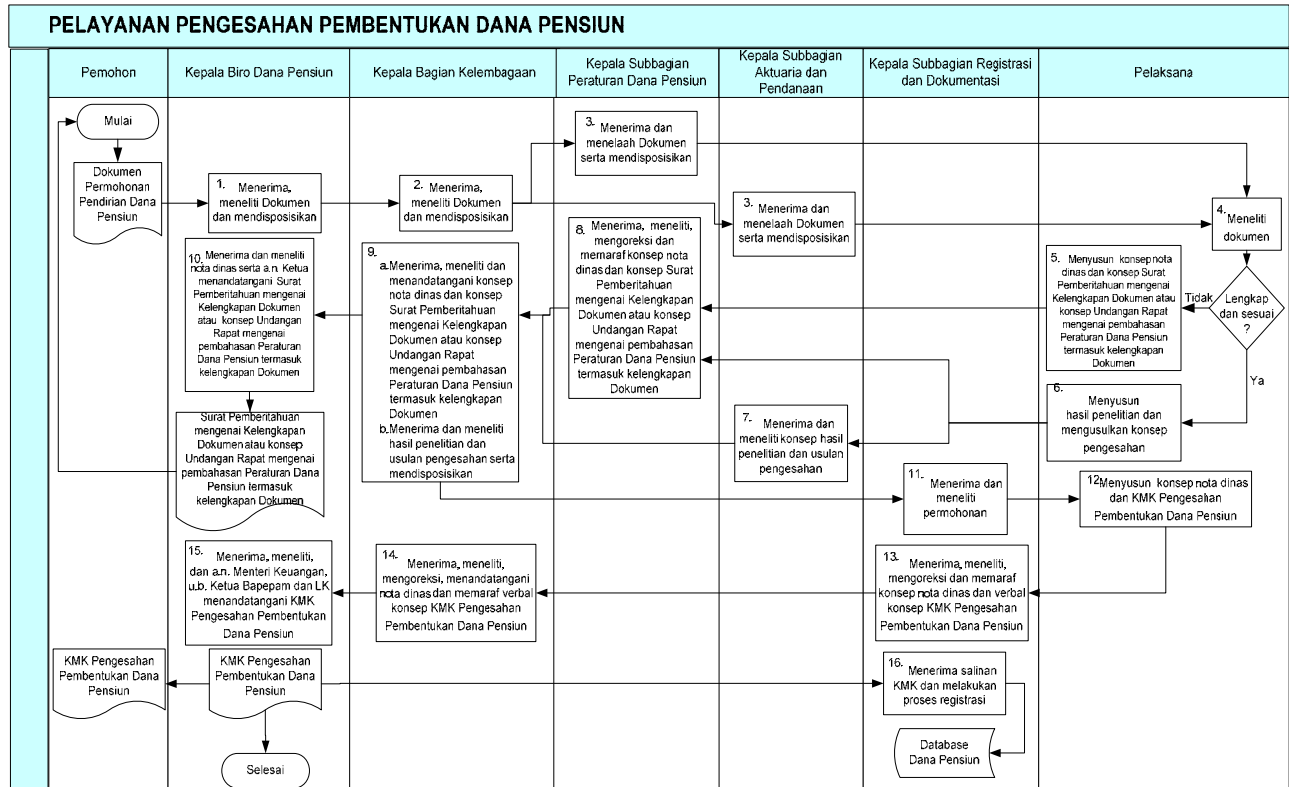 PELAYANAN PENGESAHAN PEMBENTUKAN DANA PENSIUN
Pemohon
Kepala Biro Dana Pensiun
Kepala Bagian Kelembagaan
Kepala Subbagian
Peraturan Dana Pensiun
Kepala Subbagian
Aktuaria dan
Pendanaan
Kepala Subbagian Registrasi
dan Dokumentasi
Pelaksana
Mulai
Dokumen
Permohonan
Pendirian Dana
Pensiun
1. Menerima,
meneliti Dokumen
dan mendisposisikan
2. Menerima,
meneliti Dokumen
dan mendisposisikan
3. Menerima dan
menelaah Dokumen
serta mendisposisikan
3. Menerima dan
menelaah Dokumen
serta mendisposisikan
4. Meneliti
dokumen
Lengkap
dan sesuai
?
Tidak
Ya
5. Menyusun konsep nota
dinas dan konsep Surat
Pemberitahuan mengenai
Kelengkapan Dokumen atau
konsep Undangan Rapat
mengenai pembahasan
Peraturan Dana Pensiun
termasuk kelengkapan
Dokumen
6. Menyusun
hasil penelitian dan
mengusulkan konsep
pengesahan
7. Menerima dan
meneliti konsep hasil
penelitian dan usulan
pengesahan
8. Menerima, meneliti,
mengoreksi dan
memaraf konsep nota
dinas dan konsep Surat
Pemberitahuan
mengenai Kelengkapan
Dokumen atau konsep
Undangan Rapat
mengenai pembahasan
Peraturan Dana Pensiun
termasuk kelengkapan
Dokumen
9.
a. Menerima, meneliti dan
menandatangani konsep
nota dinas dan konsep
Surat Pemberitahuan
mengenai Kelengkapan
Dokumen atau konsep
Undangan Rapat
mengenai pembahasan
Peraturan Dana Pensiun
termasuk kelengkapan
Dokumen
b. Menerima dan meneliti
hasil penelitian dan
usulan pengesahan serta
mendisposisikan
10. Menerima dan meneliti
nota dinas serta a.n. Ketua
menandatangani Surat
Pemberitahuan mengenai
Kelengkapan Dokumen
atau konsep Undangan
Rapat mengenai
pembahasan Peraturan
Dana Pensiun termasuk
kelengkapan Dokumen
Surat Pemberitahuan
mengenai Kelengkapan
Dokumen atau konsep
Undangan Rapat mengenai
pembahasan Peraturan Dana
Pensiun termasuk
kelengkapan Dokumen
11. Menerima dan
meneliti
permohonan
12 Menyusun konsep nota dinas
dan KMK Pengesahan
Pembentukan Dana Pensiun
13. Menerima, meneliti,
mengoreksi dan memaraf
konsep nota dinas dan verbal
konsep KMK Pengesahan
Pembentukan Dana Pensiun
14. Menerima, meneliti,
mengoreksi, menandatangani
nota dinas dan memaraf verbal
konsep KMK Pengesahan
Pembentukan Dana Pensiun
15. Menerima, meneliti,
dan a.n. Menteri Keuangan,
u.b. Ketua Bapepam dan LK
menandatangani KMK
Pengesahan Pembentukan
Dana Pensiun
KMK Pengesahan
Pembentukan Dana
Pensiun
KMK Pengesahan
Pembentukan Dana
Pensiun
16. Menerima salinan
KMK dan melakukan
proses registrasi
Database
Dana Pensiun
Selesai